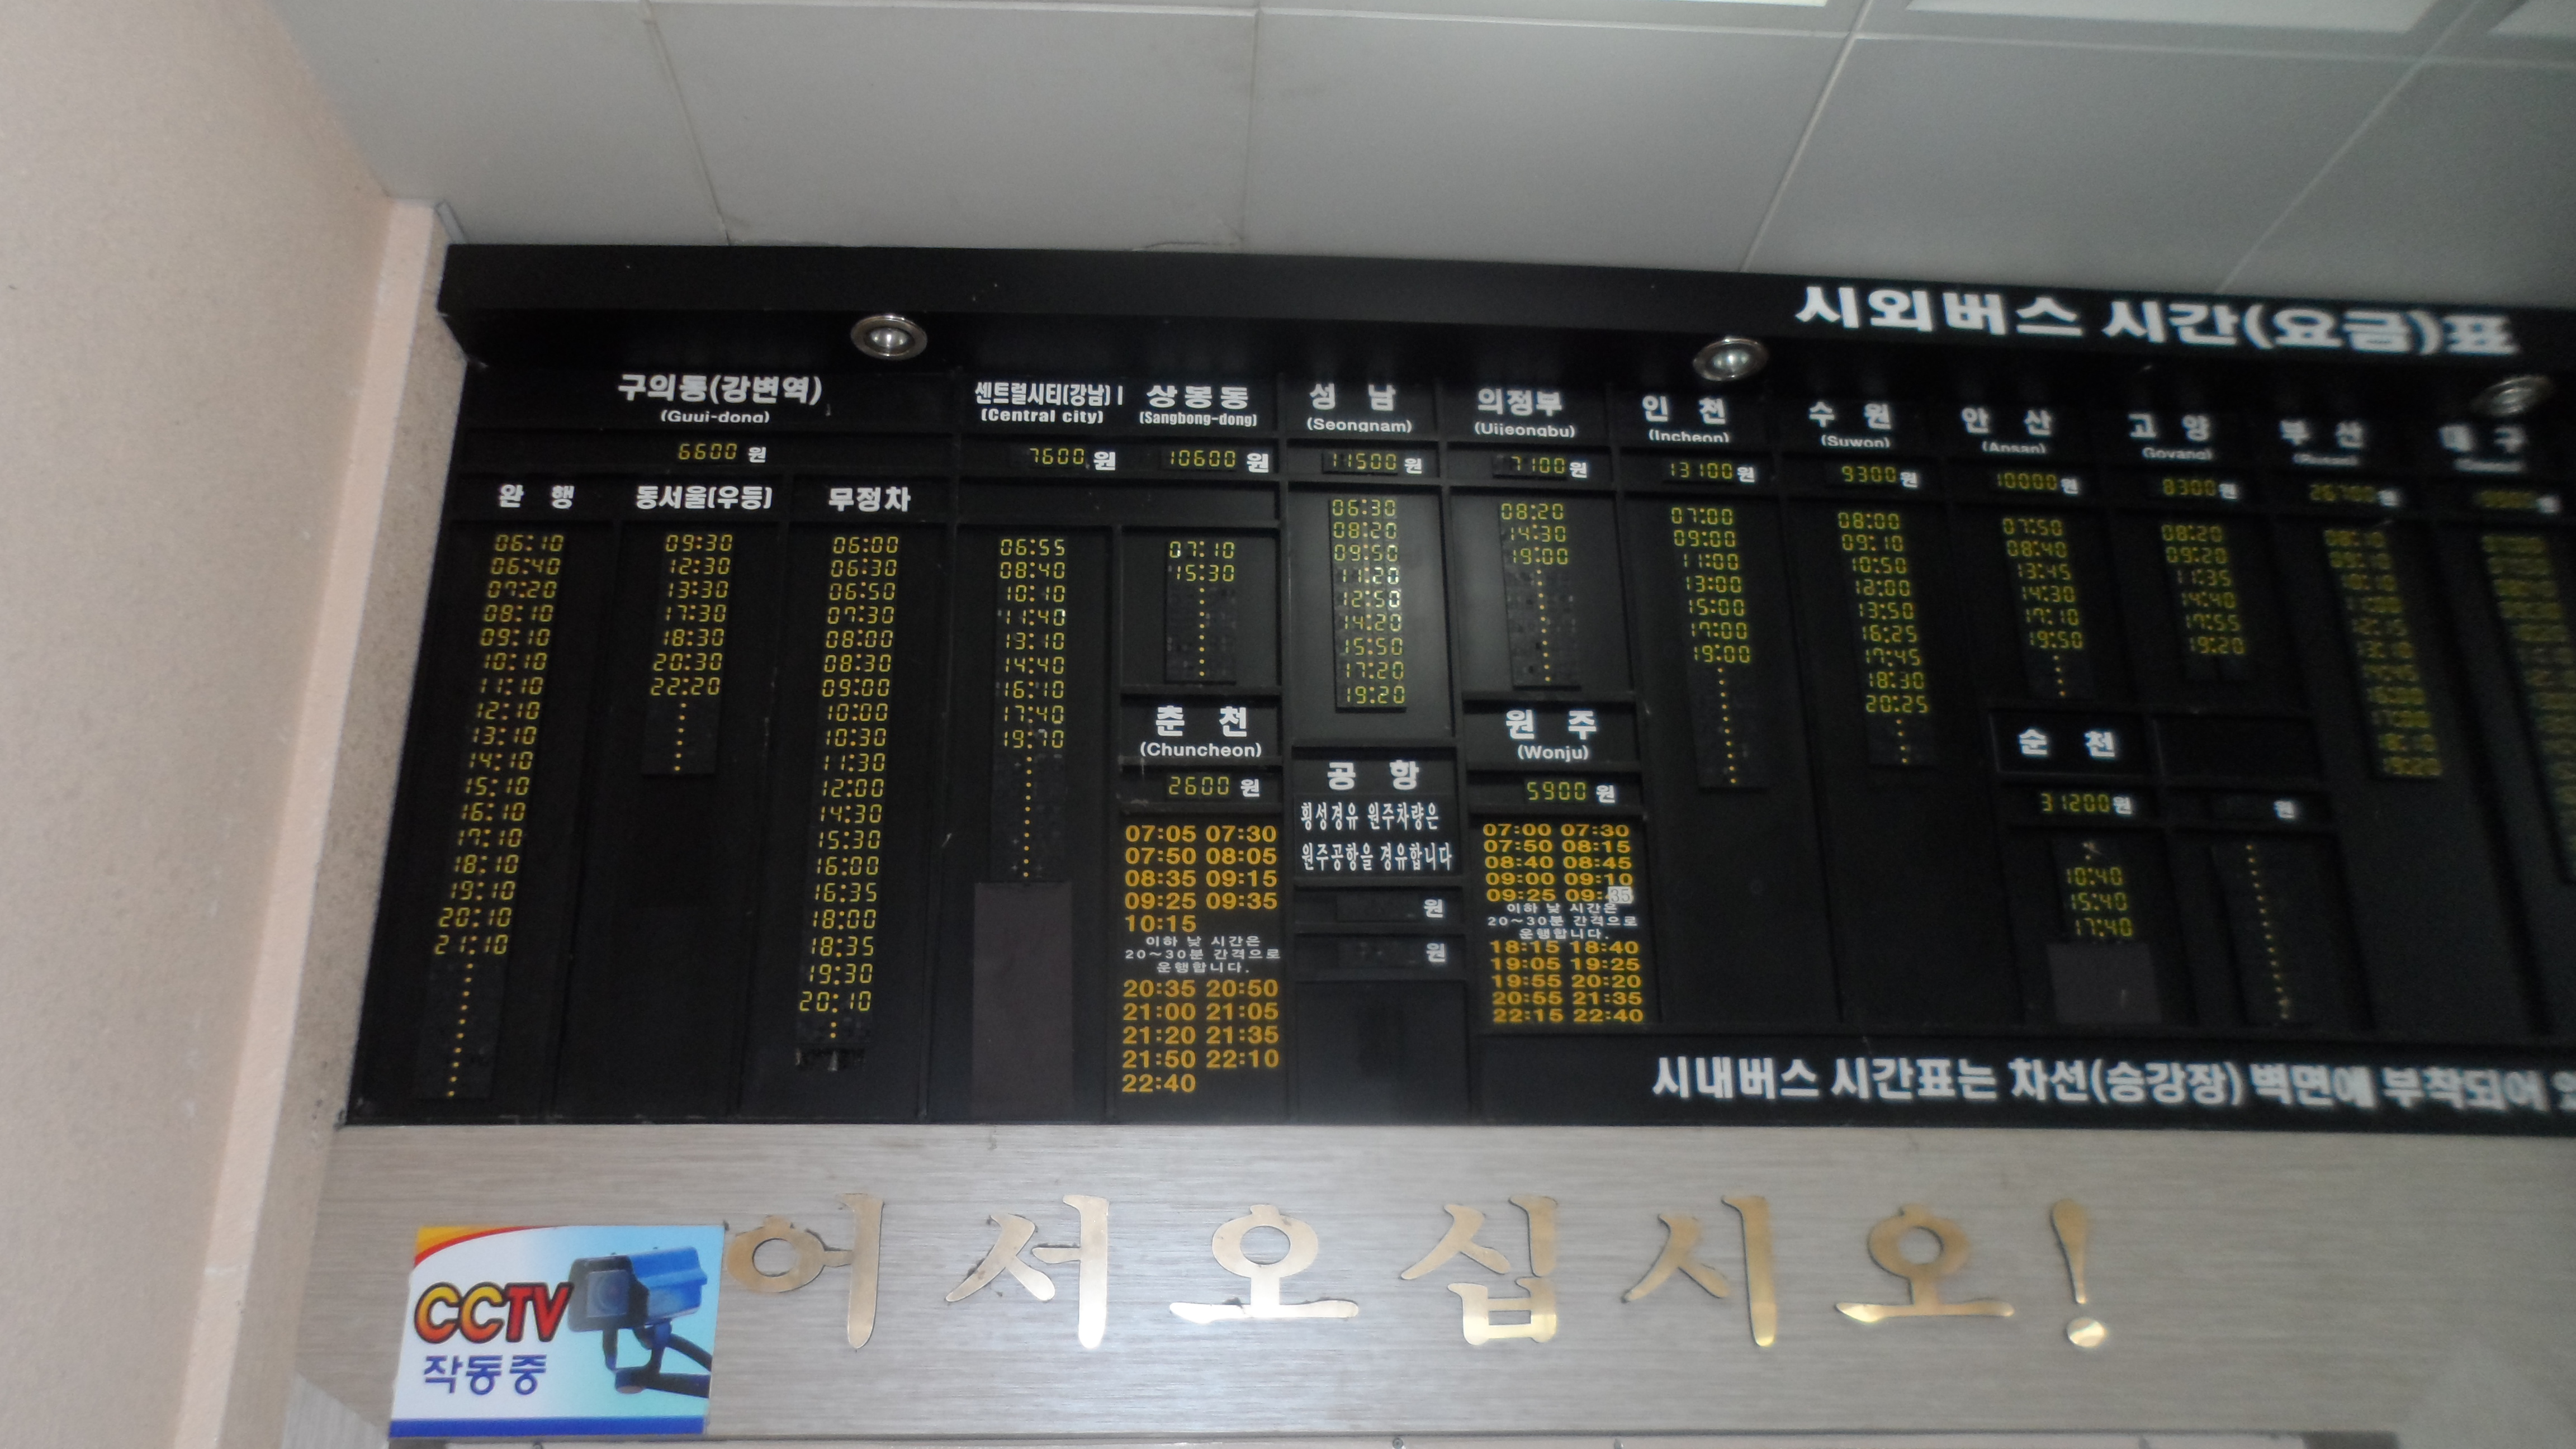 시외버스 시간(요금)표
구의동(강변역)
(Guui-dong)
6600 원
완 행
06:10
06:40
07:20
08:10
09:10
10:10
11:10
12:10
13:10
14:10
15:10
16:10
17:10
18:10
19:10
20:10
21:10
동서울(우등)
09:30
12:30
13:30
17:30
18:30
20:30
22:20
무정차
06:00
06:30
06:50
07:30
08:00
08:30
09:00
10:00
10:30
11:30
12:00
14:30
15:30
16:00
16:35
18:00
18:35
19:30
20:10
센트럴시티(강남)
(Central city)
7600 원
06:55
08:40
10:10
11:40
13:10
14:40
16:10
17:40
19:70
상봉동
(Sangbong-dong)
10600 원
07:10
15:30
춘 천
(Chuncheon)
2600 원
07:05 07:30
07:50 08:05
08:35 09:15
09:25 09:35
10:15
이하 낮 시간은
20~30분 간격으로
운행합니다.
20:35 20:50
21:00 21:05
21:20 21:35
21:50 22:10
22:40
성 남
(Seongnam)
11500 원
06:30
08:20
09:50
11:20
12:50
14:20
15:50
17:20
19:20
공 항
횡성경유 원주차량은
원주공항을 경유합니다
원
원
의정부
(Uijeongbu)
7100 원
08:20
14:30
19:00
원 주
(Wonju)
5900 원
07:00 07:30
07:50 08:15
08:40 08:45
09:00 09:10
09:25 09:35
이하 낮 시간은
20~30분 간격으로
운행합니다.
18:15 18:40
19:05 19:25
19:55 20:20
20:55 21:35
22:15 22:40
인 천
(Incheon)
13100 원
07:00
09:00
11:00
13:00
15:00
17:00
19:00
수 원
(Suwon)
9300 원
08:00
09:10
10:50
12:00
13:50
16:25
17:45
18:30
20:25
안 산
(Ansan)
10000 원
07:50
08:40
13:45
14:30
17:10
19:50
순 천
31200 원
10:40
15:40
17:40
고 양
(Goyang)
8300 원
08:20
09:20
11:35
14:40
17:55
19:20
원
부 산
26700 원
대 구
시내버스 시간표는 차선(승강장) 벽면에 부착되어
어서오십시오!
CCTV
작동중